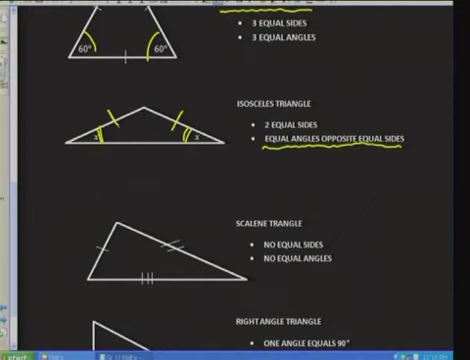 3 EQUAL SIDES
3 EQUAL ANGLES
60° 60°
ISOSCELES TRIANGLE
2 EQUAL SIDES
EQUAL ANGLES OPPOSITE EQUAL SIDES
x x
SCALENE TRANGLE
NO EQUAL SIDES
NO EQUAL ANGLES
RIGHT ANGLE TRIANGLE
ONE ANGLE EQUALS 90°
start